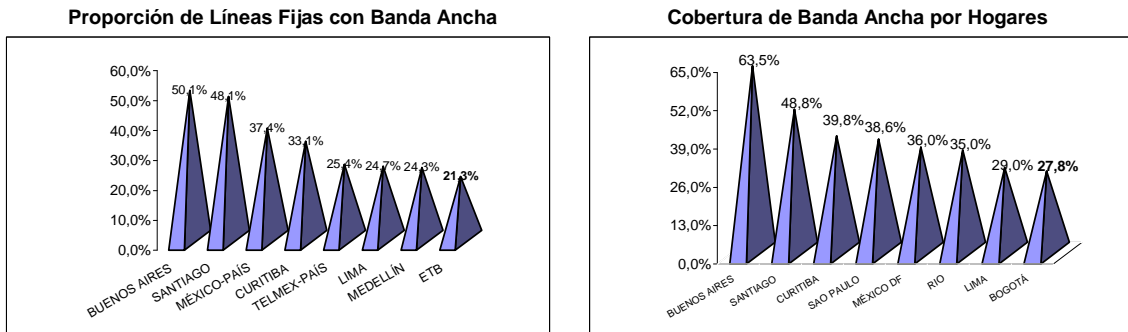 Proporción de Líneas Fijas con Banda Ancha
60,0%
50,0%
40,0%
30,0%
20,0%
10,0%
0,0%
50,1%
48,1%
37,4%
33,1%
25,4%
24,7%
24,3%
21,3%
BUENOS AIRES
SANTIAGO
MÉXICO-PAÍS
CURITIBA
TELMEX-PAÍS
LIMA
MEDELLÍN
ETB
Cobertura de Banda Ancha por Hogares
65,0%
52,0%
39,0%
26,0%
13,0%
0,0%
63,5%
48,8%
39,8%
38,6%
36,0%
35,0%
29,0%
27,8%
BUENOS AIRES
SANTIAGO
CURITIBA
SAO PAULO
MÉXICO DF
RIO
LIMA
BOGOTÁ